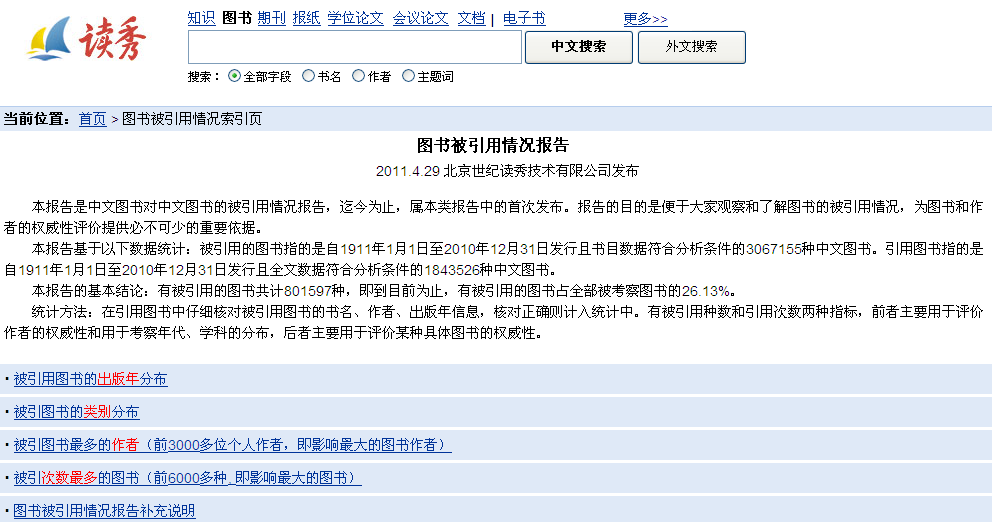 读秀
知识 图书 期刊 报纸 学位论文 会议论文 文档 | 电子书 更多>>
中文搜索 外文搜索
搜索： 全部字段 书名 作者 主题词
当前位置： 首页 > 图书被引用情况索引页
图书被引用情况报告
2011.4.29 北京世纪读秀技术有限公司发布
本报告是中文图书对中文图书的被引用情况报告，迄今为止，属本类报告中的首次发布。报告的目的是便于大家观察和了解图书的被引用情况，为图书和作
者的权威性评价提供必不可少的重要依据。
本报告基于以下数据统计：被引用的图书指的是自1911年1月1日至2010年12月31日发行且书目数据符合分析条件的3067155种中文图书。引用图书指的是
自1911年1月1日至2010年12月31日发行且全文数据符合分析条件的1843526种中文图书。
本报告的基本结论：有被引用的图书共计801597种，即到目前为止，有被引用的图书占全部被考察图书的26.13%。
统计方法：在引用图书中仔细核对被引用图书的书名、作者、出版年信息，核对正确则计入统计中。有被引用种数和引用次数两种指标，前者主要用于评价
作者的权威性和用于考察年代、学科的分布，后者主要用于评价某种具体图书的权威性。
· 被引用图书的出版年分布
· 被引图书的类别分布
· 被引图书最多的作者（前3000多位个人作者，即影响最大的图书作者）
· 被引次数最多的图书（前6000多种_即影响最大的图书）
· 图书被引用情况报告补充说明